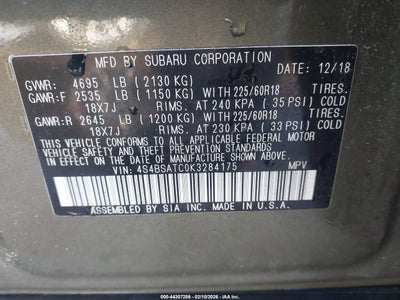 MFD BY SUBARU CORPORATION DATE: 12/18
GVWR: 4695 LB (2130 KG)
GAWR:F 2535 LB (1150 KG) WITH 225/60R18 TIRES.
18X7J RIMS. AT 240 KPA (35 PSI) COLD
GAWR:R 2645 LB (1200 KG) WITH 225/60R18 TIRES.
18X7J RIMS. AT 230 KPA (33 PSI) COLD
THIS VEHICLE CONFORMS TO ALL APPLICABLE FEDERAL MOTOR
VEHICLE SAFETY, BUMPER, AND THEFT PREVENTION STANDARDS
IN EFFECT ON THE DATE OF MANUFACTURE SHOWN ABOVE.
VIN: 4S4BSATC0K3284175 MPV
ASSEMBLED BY SIA, INC. MADE IN U.S.A.
000-44307288 - 02/10/2026 - IAAI.COM